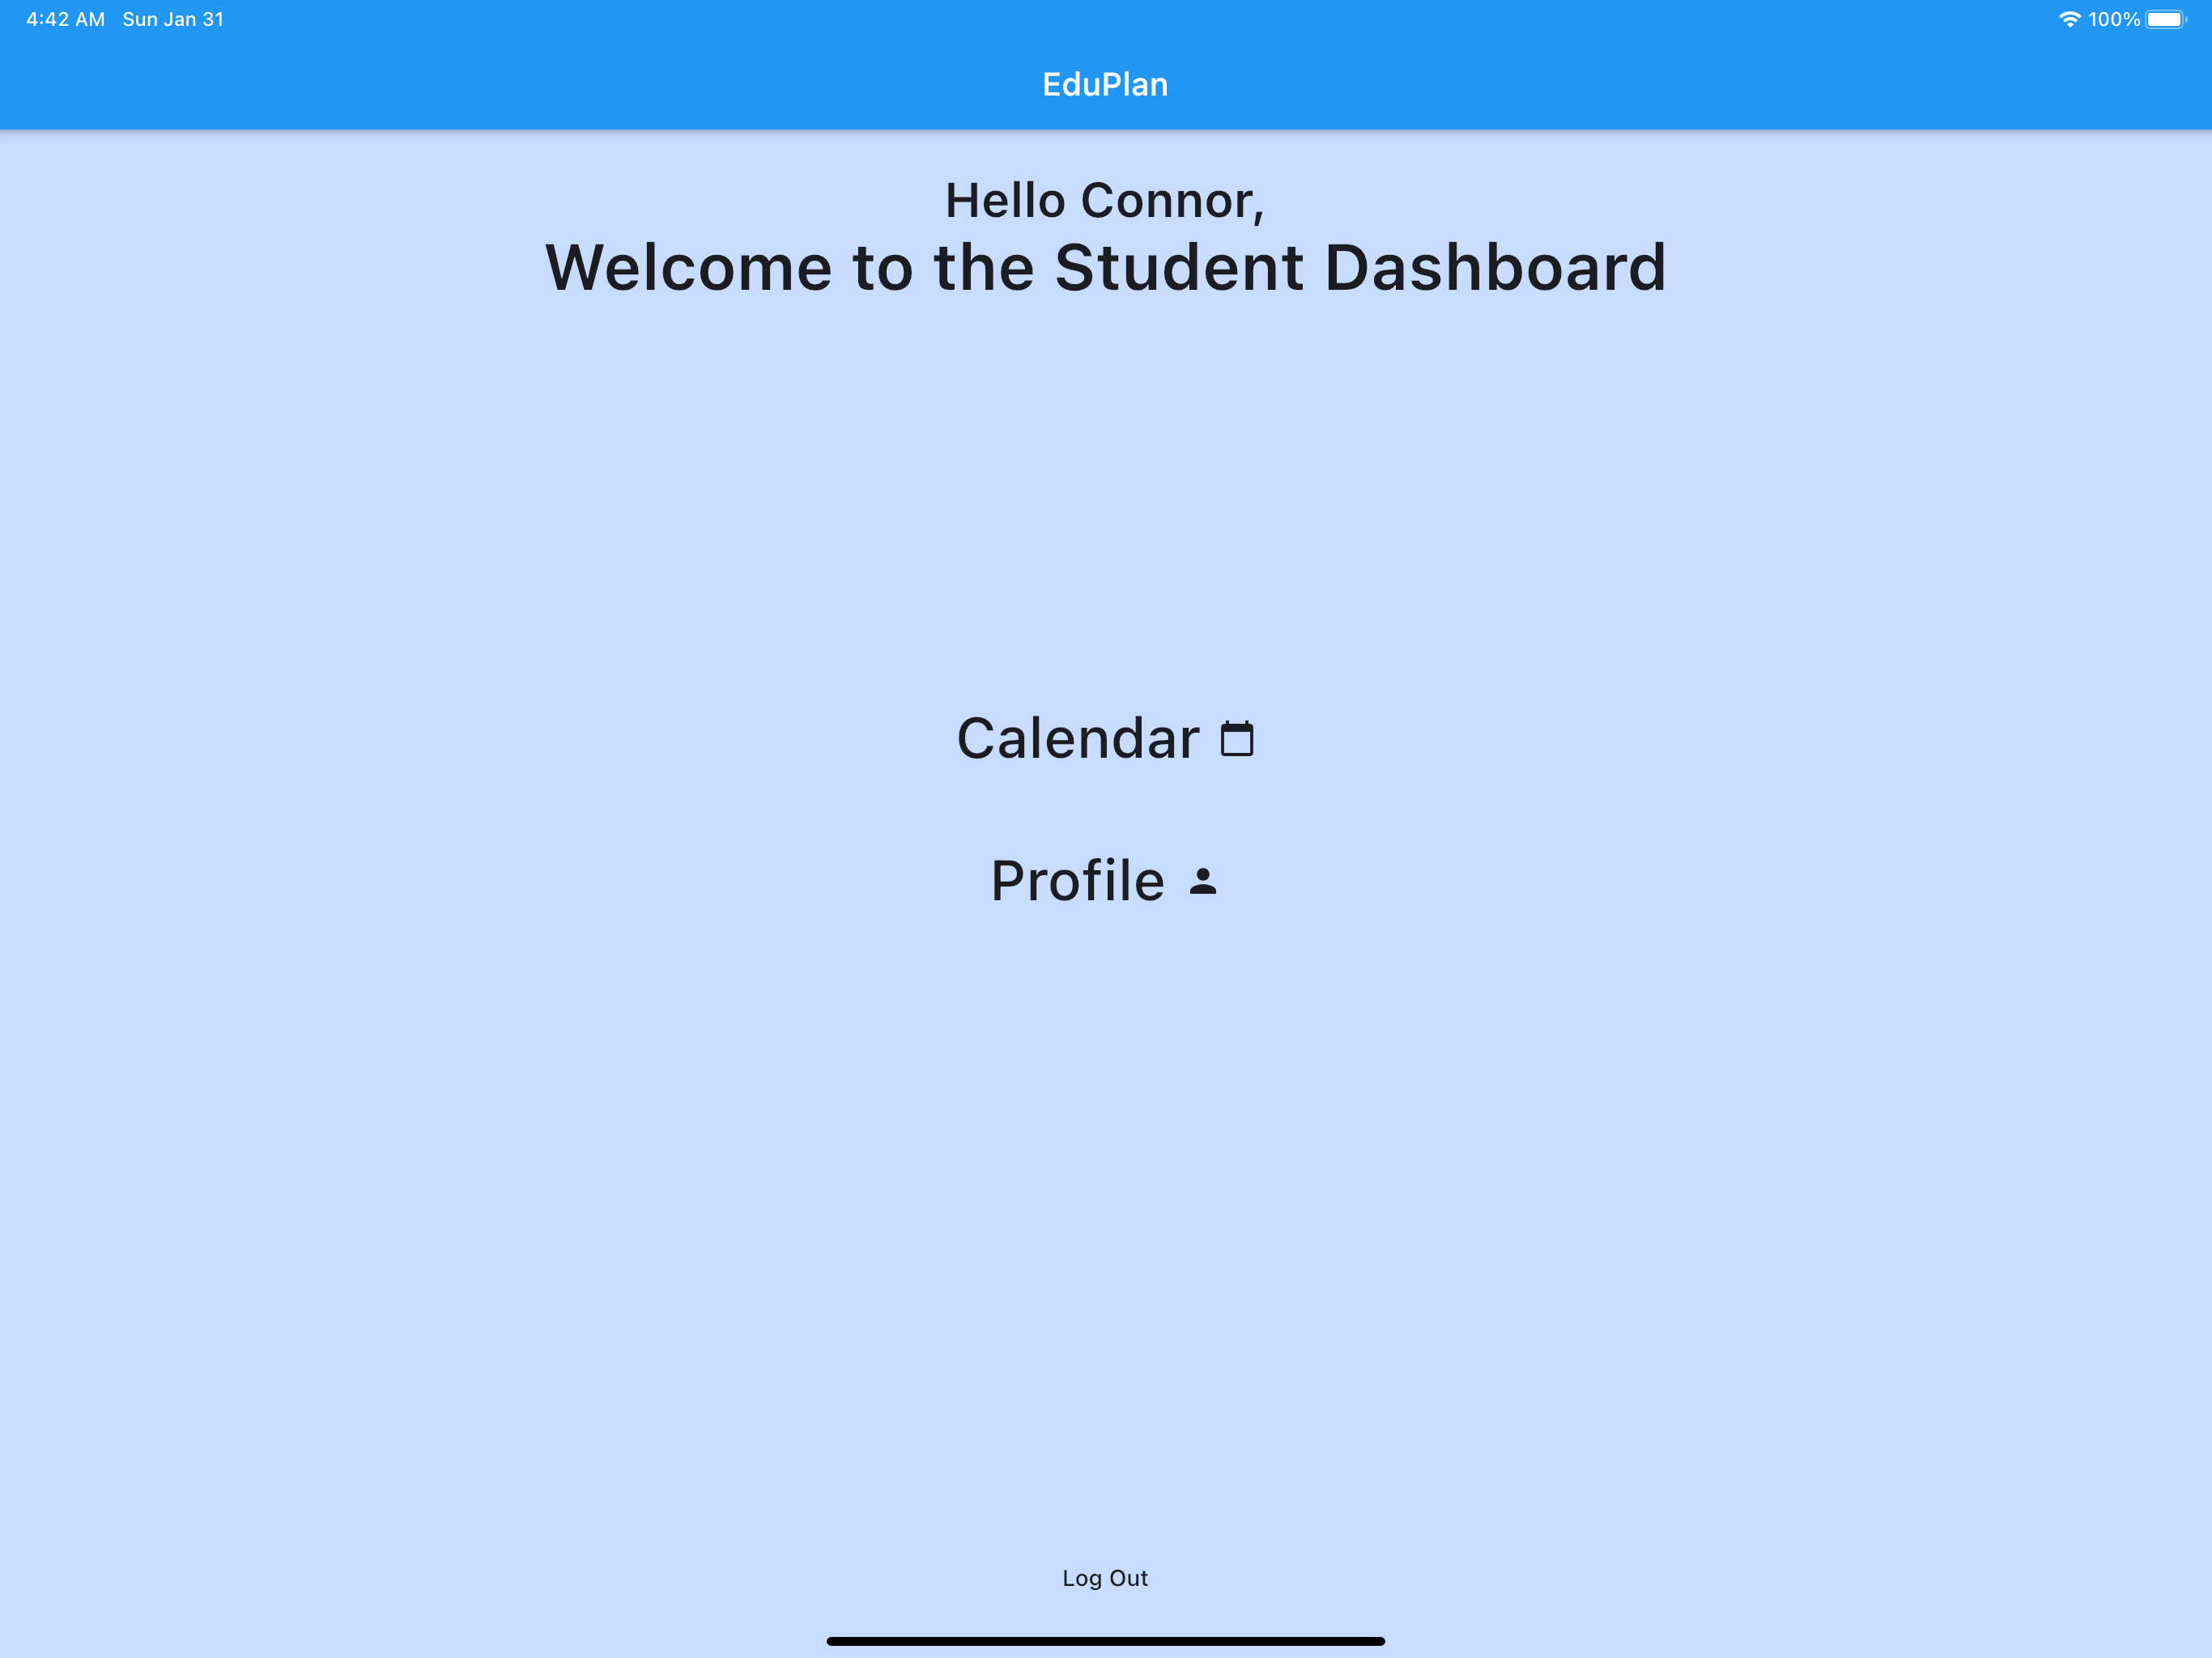 4:42 AM Sun Jan 31 100%
EduPlan
Hello Connor,
Welcome to the Student Dashboard
Calendar
Profile
Log Out